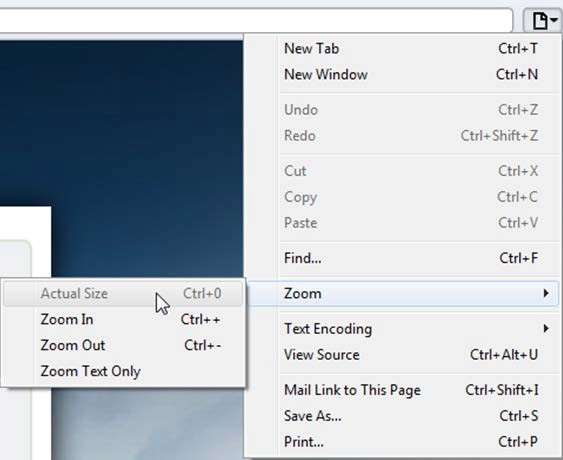 New Tab Ctrl+T
New Window Ctrl+N
Undo Ctrl+Z
Redo Ctrl+Shift+Z
Cut Ctrl+X
Copy Ctrl+C
Paste Ctrl+V
Find... Ctrl+F
Zoom
Actual Size Ctrl+0
Zoom In Ctrl++
Zoom Out Ctrl+-
Zoom Text Only
Text Encoding
View Source Ctrl+Alt+U
Mail Link to This Page Ctrl+Shift+I
Save As... Ctrl+S
Print... Ctrl+P